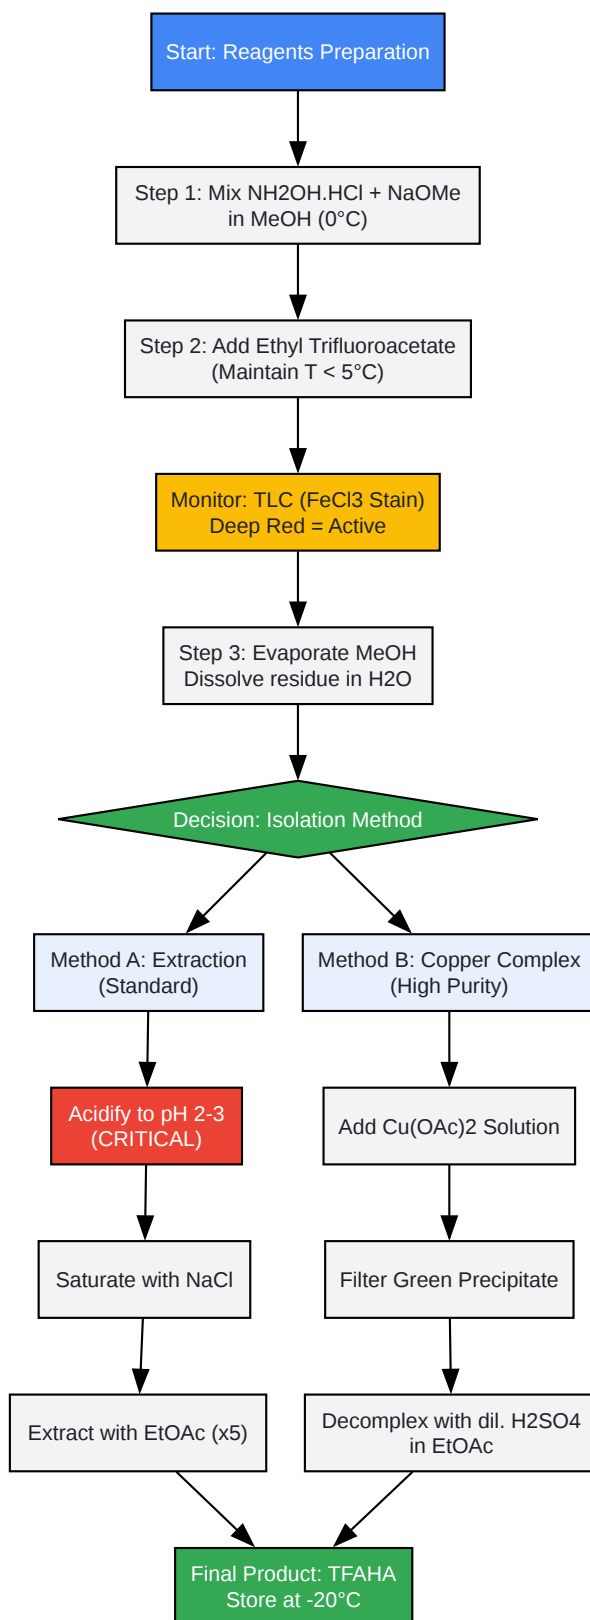 Start: Reagents Preparation
Step 1: Mix NH2OH.HCl + NaOMe
in MeOH (0°C)
Step 2: Add Ethyl Trifluoroacetate
(Maintain T < 5°C)
Monitor: TLC (FeCl3 Stain)
Deep Red = Active
Step 3: Evaporate MeOH
Dissolve residue in H2O
Decision: Isolation Method
Method A: Extraction
(Standard)
Method B: Copper Complex
(High Purity)
Acidify to pH 2-3
(CRITICAL)
Add Cu(OAc)2 Solution
Saturate with NaCl
Filter Green Precipitate
Extract with EtOAc (x5)
Decomplex with dil. H2SO4
in EtOAc
Final Product: TFAHA
Store at -20°C